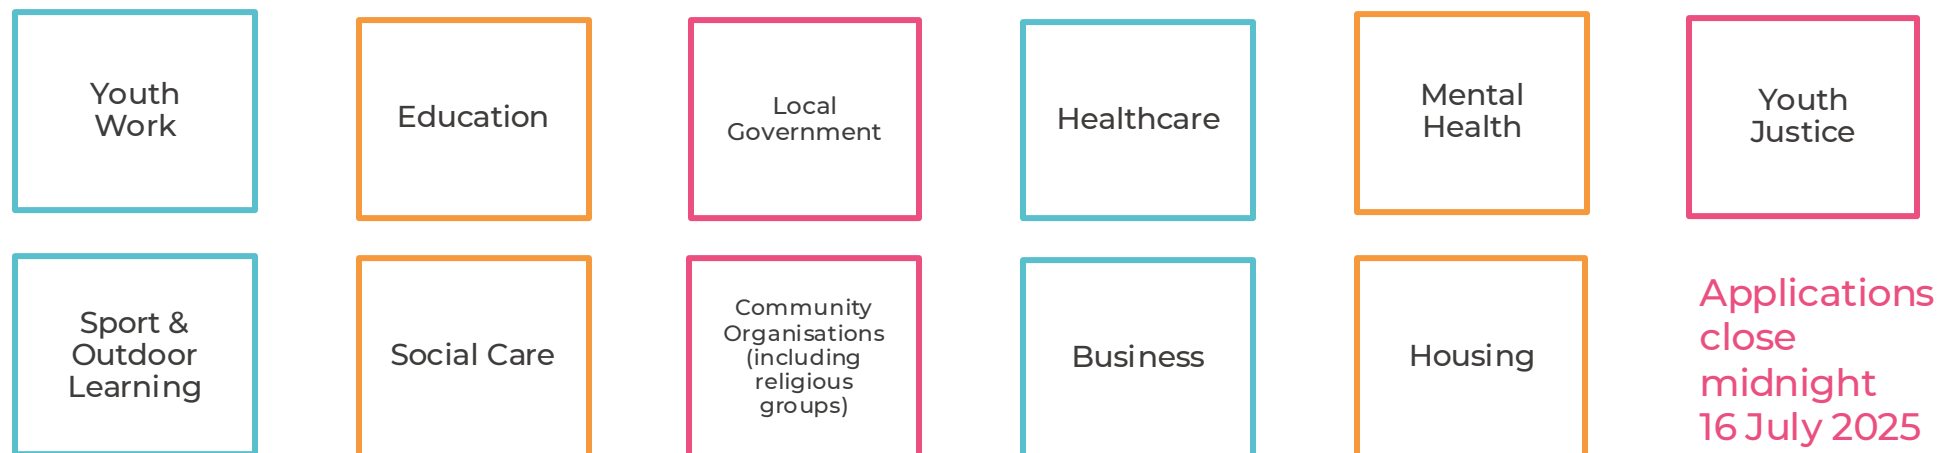 Youth
Work
Education
Local
Government
Healthcare
Mental
Health
Youth
Justice
Sport &
Outdoor
Learning
Social Care
Community
Organisations
(including
religious
groups)
Business
Housing
Applications
close
midnight
16 July 2025